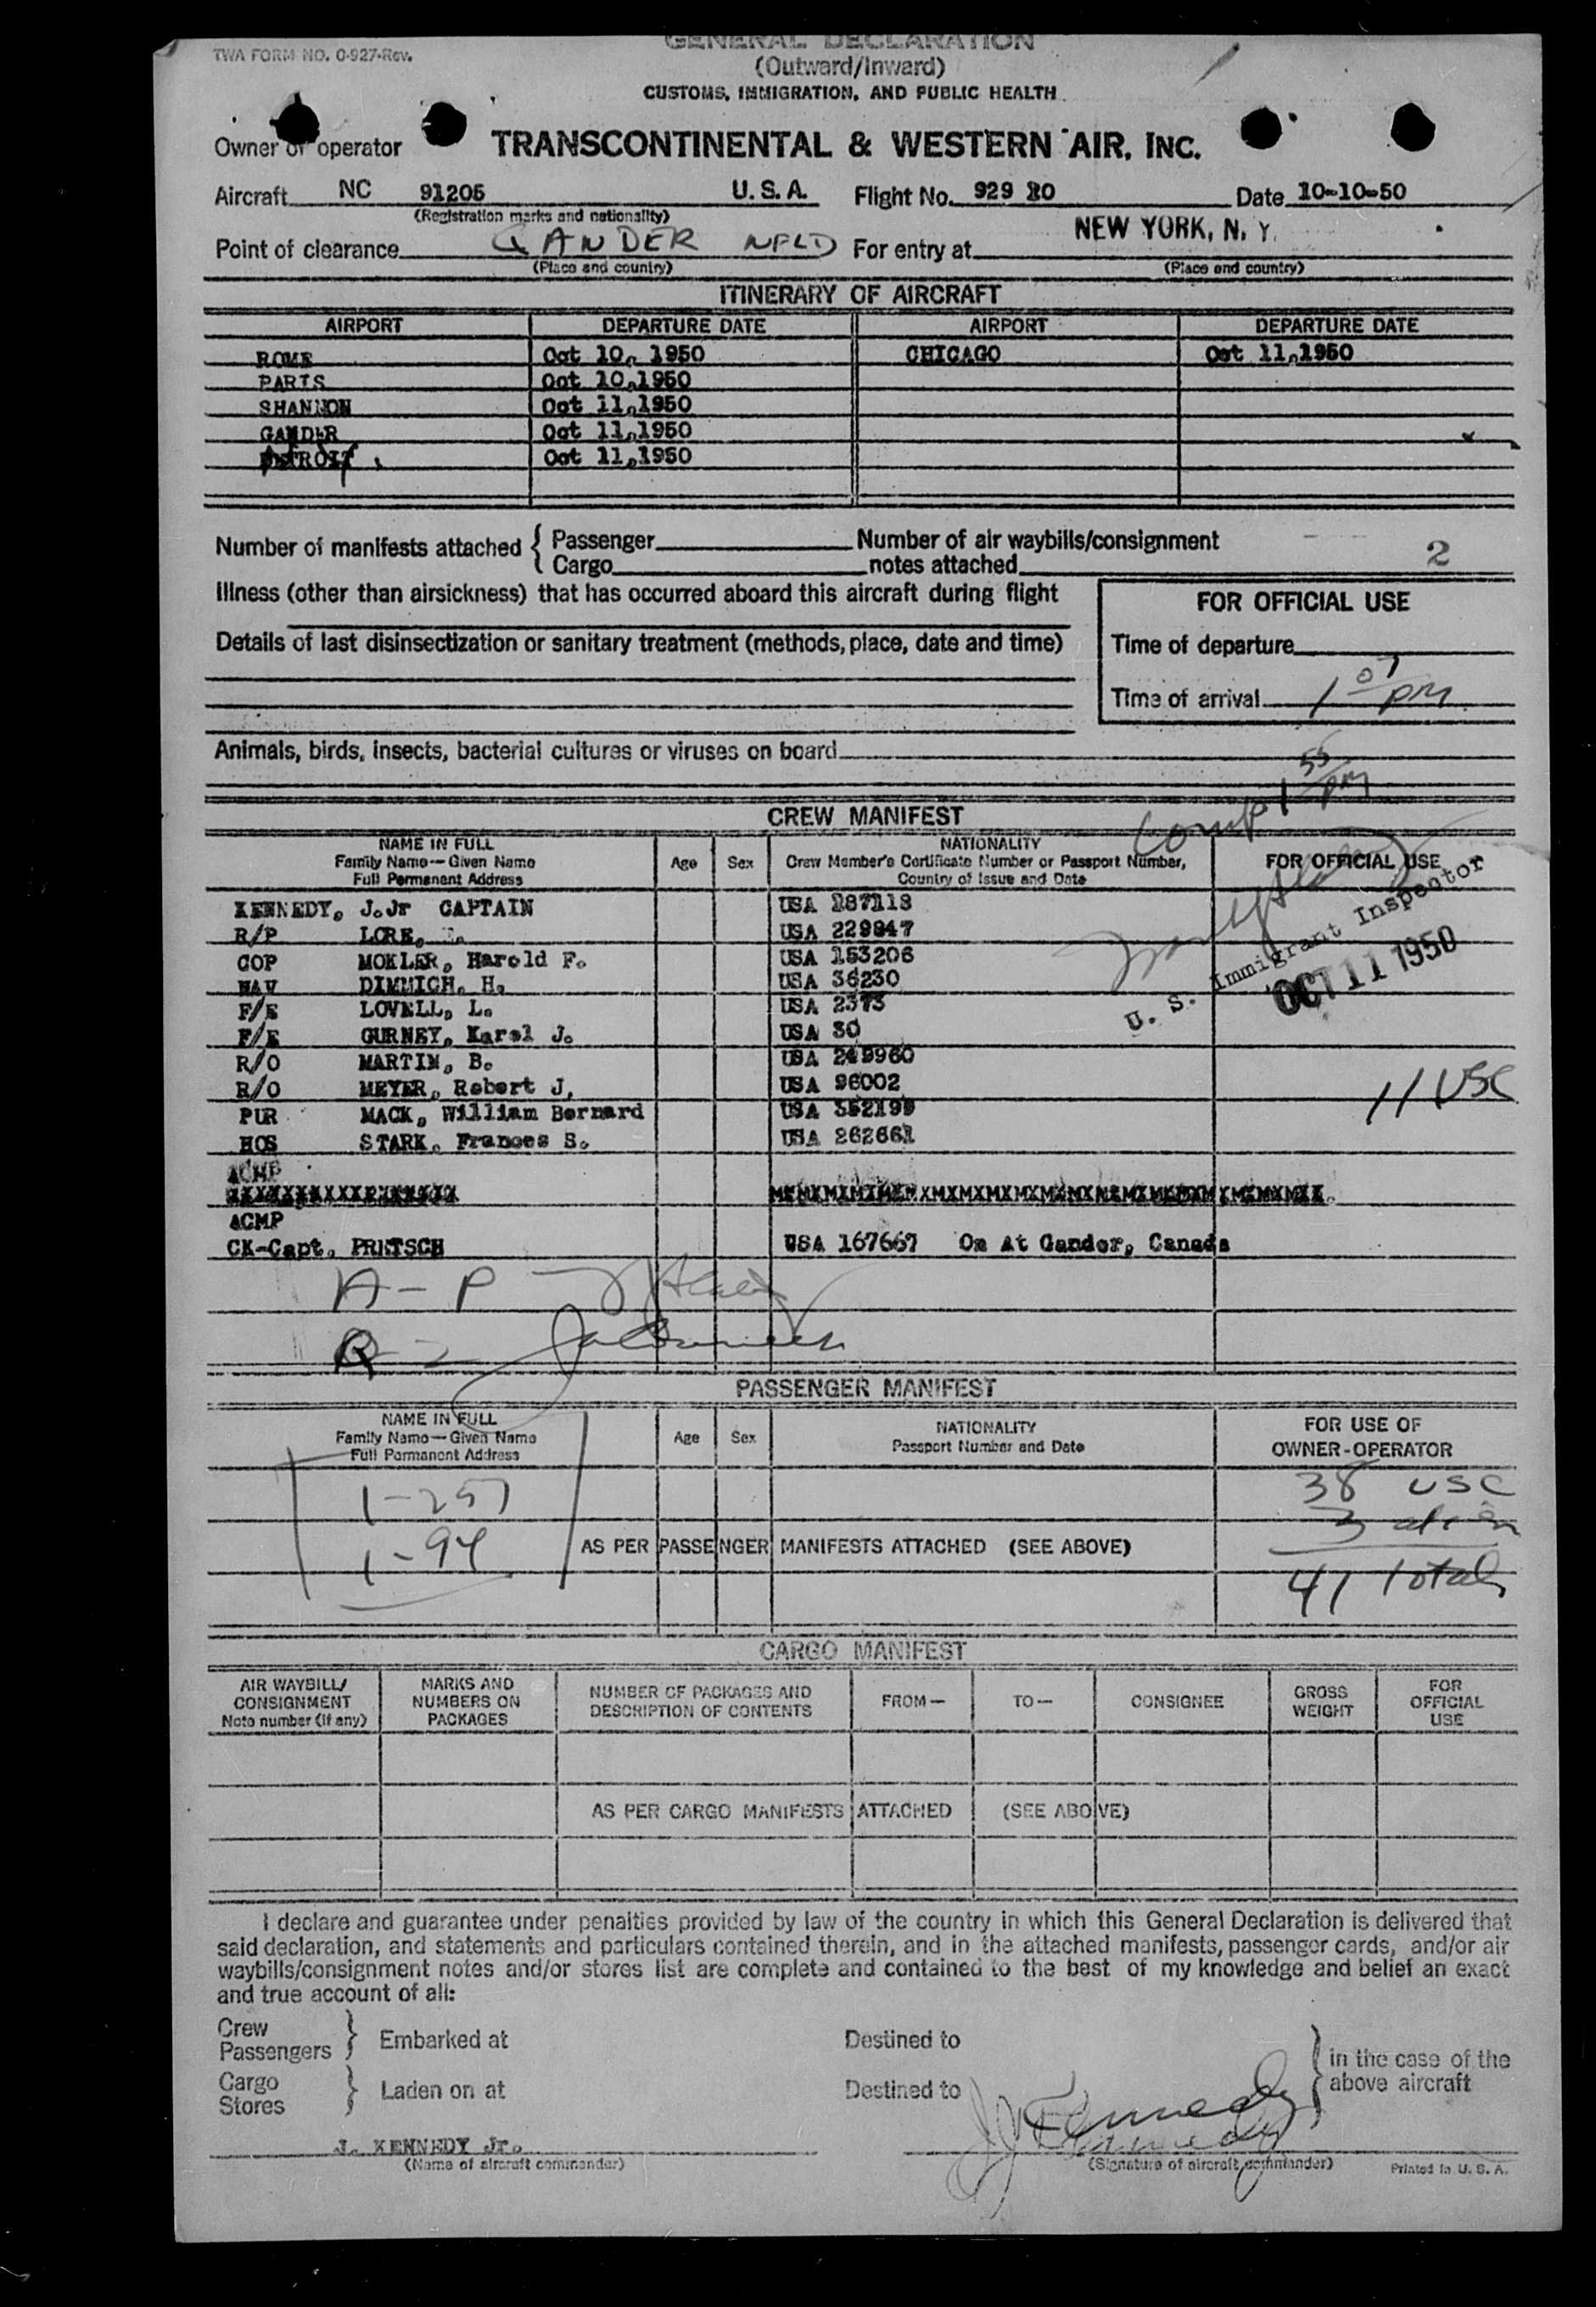 TWA FORM NO. 0-927-Rev.
GENERAL DECLARATION
(Outward/Inward)
CUSTOMS, IMMIGRATION, AND PUBLIC HEALTH
Owner or operator TRANSCONTINENTAL & WESTERN AIR, INC.
Aircraft NC 91205 U. S. A. Flight No. 929 10 Date 10-10-50
(Registration marks and nationality)
Point of clearance GANDER NFLD For entry at NEW YORK, N. Y.
(Place and country) (Place and country)
ITINERARY OF AIRCRAFT
AIRPORT DEPARTURE DATE AIRPORT DEPARTURE DATE
ROME Oct 10, 1950 CHICAGO Oct 11,1950
PARIS Oct 10,1950
SHANNON Oct 11,1950
GANDER Oct 11,1950
DETROIT Oct 11,1950
Number of manifests attached { Passenger Number of air waybills/consignment
Cargo notes attached 2
Illness (other than airsickness) that has occurred aboard this aircraft during flight
FOR OFFICIAL USE
Details of last disinsectization or sanitary treatment (methods, place, date and time)
Time of departure
Time of arrival 1 07 PM
Animals, birds, insects, bacterial cultures or viruses on board
Comp 1 55 PM
CREW MANIFEST
NAME IN FULL
Family Name—Given Name
Full Permanent Address
Age Sex
NATIONALITY
Crew Member's Certificate Number or Passport Number,
Country of Issue and Date
FOR OFFICIAL USE
KENNEDY, J.Jr CAPTAIN USA 287113
R/P LORE, USA 229847
COP MOKLER, Harold F. USA 153206
NAV DIMMICH, H. USA 36230
F/E LOVELL, L. USA 2373
F/E GURNEY, Karel J. USA 30
R/O MARTIN, B. USA 249960
R/O MEYER, Robert J, USA 96002
PUR MACK, William Bernard USA 352199
HOS STARK, Frances S. USA 262661
U. S. Immigrant Inspector
OCT 11 1950
11 USC
ACMP
ACMP
CK-Capt. PRETSCH USA 167667 On At Gander, Canada
A - P
Q - 2
PASSENGER MANIFEST
NAME IN FULL
Family Name—Given Name
Full Permanent Address
Age Sex
NATIONALITY
Passport Number and Date
FOR USE OF
OWNER-OPERATOR
1-257
1-94
38 USC
3 alien
41 total
AS PER PASSENGER MANIFESTS ATTACHED (SEE ABOVE)
CARGO MANIFEST
AIR WAYBILL/
CONSIGNMENT
Note number (if any)
MARKS AND
NUMBERS ON
PACKAGES
NUMBER OF PACKAGES AND
DESCRIPTION OF CONTENTS
FROM—
TO—
CONSIGNEE
GROSS
WEIGHT
FOR
OFFICIAL
USE
AS PER CARGO MANIFESTS ATTACHED (SEE ABOVE)
I declare and guarantee under penalties provided by law of the country in which this General Declaration is delivered that
said declaration, and statements and particulars contained therein, and in the attached manifests, passenger cards, and/or air
waybills/consignment notes and/or stores list are complete and contained to the best of my knowledge and belief an exact
and true account of all:
Crew
Passengers } Embarked at Destined to
Cargo
Stores } Laden on at Destined to
} in the case of the
above aircraft
J. KENNEDY Jr. JJ Kennedy
(Name of aircraft commander) (Signature of aircraft commander) Printed in U. S. A.